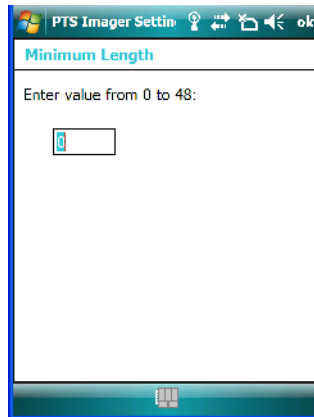 PTS Imager Settin ok
Minimum Length
Enter value from 0 to 48:
0